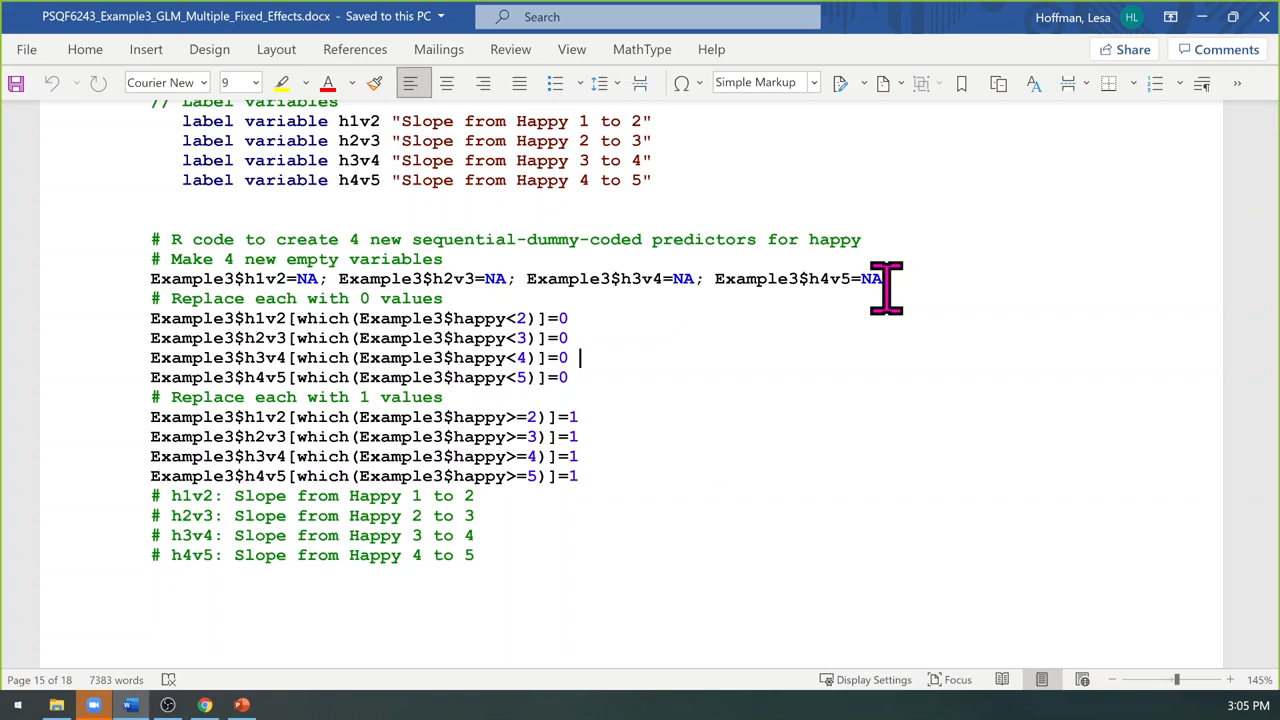 PSQF6243_Example3_GLM_Multiple_Fixed_Effects.docx - Saved to this PC
Search
Hoffman, Lesa
HL
File Home Insert Design Layout References Mailings Review View MathType Help
Share
Comments
Courier New
9
Simple Markup
// Label variables
label variable h1v2 "Slope from Happy 1 to 2"
label variable h2v3 "Slope from Happy 2 to 3"
label variable h3v4 "Slope from Happy 3 to 4"
label variable h4v5 "Slope from Happy 4 to 5"
# R code to create 4 new sequential-dummy-coded predictors for happy
# Make 4 new empty variables
Example3$h1v2=NA; Example3$h2v3=NA; Example3$h3v4=NA; Example3$h4v5=NA
# Replace each with 0 values
Example3$h1v2[which(Example3$happy<2)]=0
Example3$h2v3[which(Example3$happy<3)]=0
Example3$h3v4[which(Example3$happy<4)]=0
Example3$h4v5[which(Example3$happy<5)]=0
# Replace each with 1 values
Example3$h1v2[which(Example3$happy>=2)]=1
Example3$h2v3[which(Example3$happy>=3)]=1
Example3$h3v4[which(Example3$happy>=4)]=1
Example3$h4v5[which(Example3$happy>=5)]=1
# h1v2: Slope from Happy 1 to 2
# h2v3: Slope from Happy 2 to 3
# h3v4: Slope from Happy 3 to 4
# h4v5: Slope from Happy 4 to 5
Page 15 of 18 7383 words
Display Settings
Focus
145%
3:05 PM